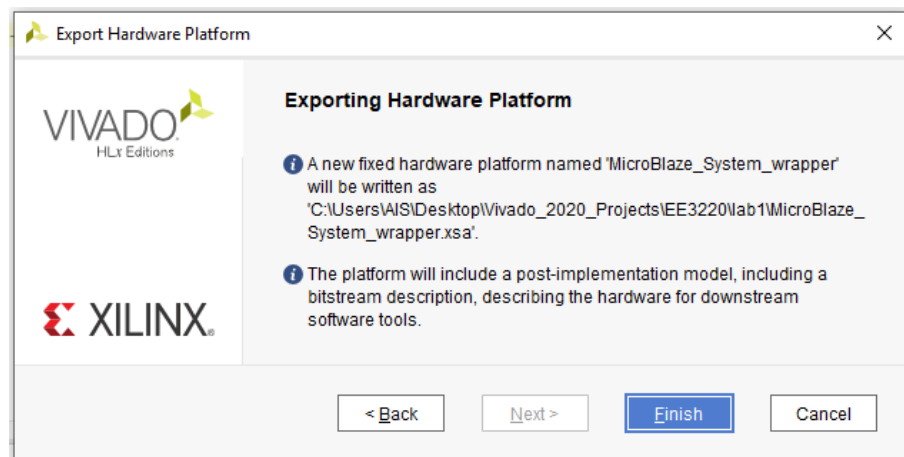 Export Hardware Platform
VIVADO
HLx Editions
Exporting Hardware Platform
A new fixed hardware platform named 'MicroBlaze_System_wrapper'
will be written as
'C:\Users\AIS\Desktop\Vivado_2020_Projects\EE3220\lab1\MicroBlaze_
System_wrapper.xsa'.
The platform will include a post-implementation model, including a
bitstream description, describing the hardware for downstream
software tools.
XILINX®
< Back
Next >
Finish
Cancel